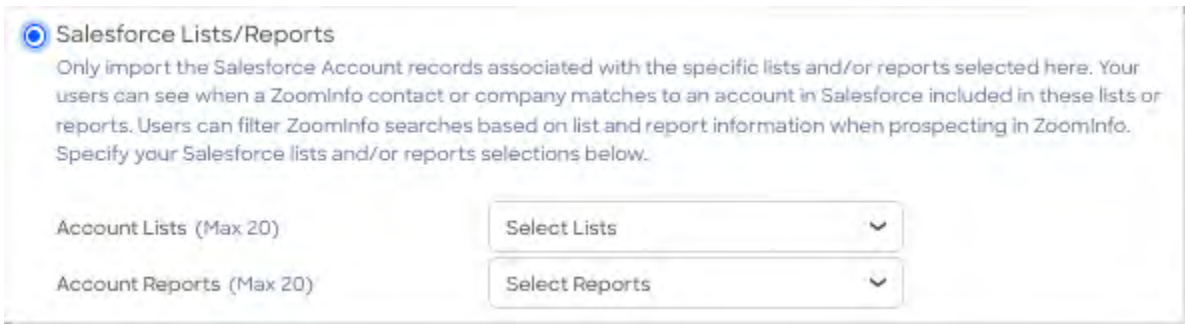 Salesforce Lists/Reports
Only import the Salesforce Account records associated with the specific lists and/or reports selected here. Your
users can see when a ZoomInfo contact or company matches to an account in Salesforce included in these lists or
reports. Users can filter ZoomInfo searches based on list and report information when prospecting in ZoomInfo.
Specify your Salesforce lists and/or reports selections below.
Account Lists (Max 20) Select Lists
Account Reports (Max 20) Select Reports